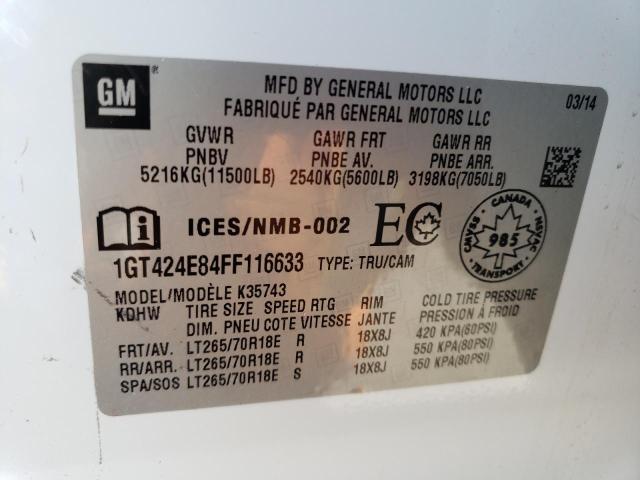 GM
MFD BY GENERAL MOTORS LLC
FABRIQUÉ PAR GENERAL MOTORS LLC
03/14
GVWR GAWR FRT GAWR RR
PNBV PNBE AV. PNBE ARR.
5216KG(11500LB) 2540KG(5600LB) 3198KG(7050LB)
ICES/NMB-002 EC
CANADA
CMVSS 985 NSVAC
TRANSPORT
1GT424E84FF116633 TYPE: TRU/CAM
MODEL/MODÈLE K35743
KDHW TIRE SIZE SPEED RTG RIM COLD TIRE PRESSURE
DIM. PNEU COTE VITESSE JANTE PRESSION À FROID
FRT/AV. LT265/70R18E R 18X8J 420 KPA(60PSI)
RR/ARR. LT265/70R18E R 18X8J 550 KPA(80PSI)
SPA/SOS LT265/70R18E S 18X8J 550 KPA(80PSI)